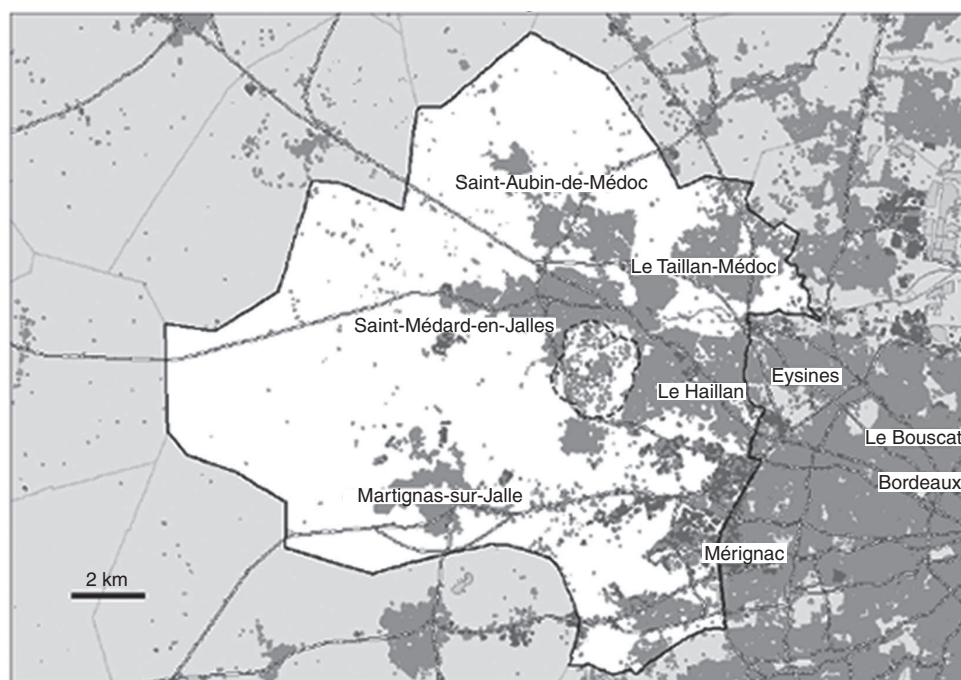 Saint-Aubin-de-Médoc
Le Taillan-Médoc
Saint-Médard-en-Jalles
Eysines
Le Haillan
Le Bouscat
Bordeaux
Martignas-sur-Jalle
Mérignac
2 km